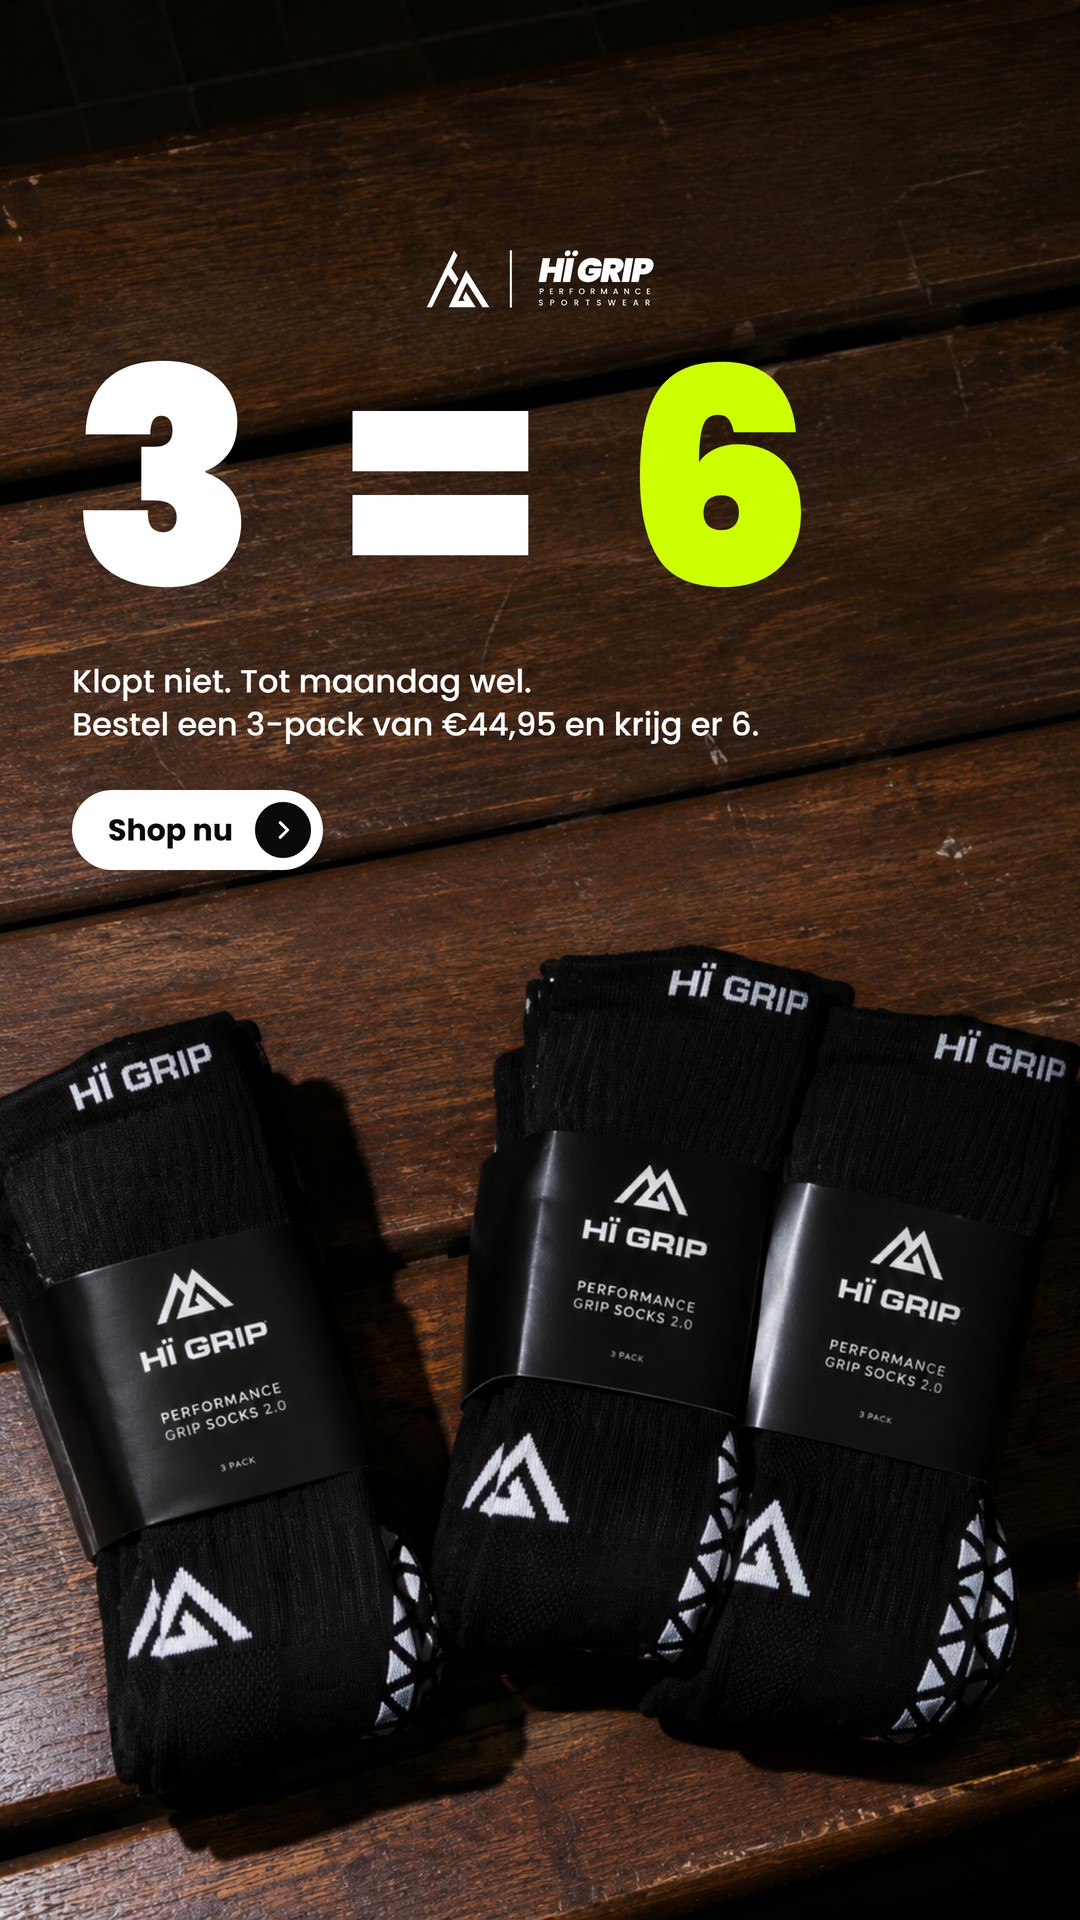 HÏ GRIP
PERFORMANCE
SPORTSWEAR
3 = 6
Klopt niet. Tot maandag wel.
Bestel een 3-pack van €44,95 en krijg er 6.
Shop nu
HÏ GRIP
HÏ GRIP
PERFORMANCE
GRIP SOCKS 2.0
3 PACK
HÏ GRIP
HÏ GRIP
PERFORMANCE
GRIP SOCKS 2.0
3 PACK
HÏ GRIP
HÏ GRIP
PERFORMANCE
GRIP SOCKS 2.0
3 PACK